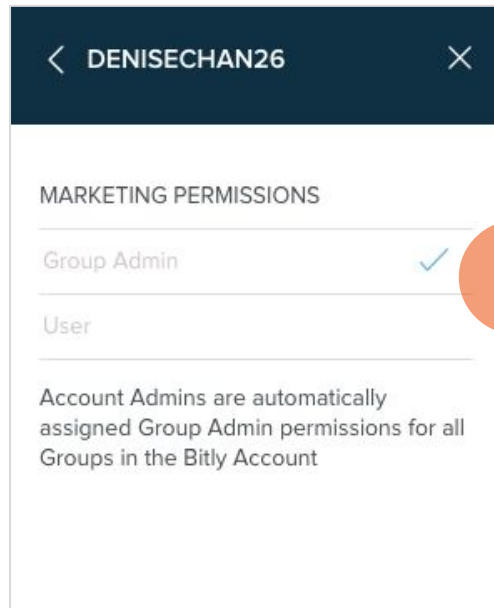 DENISECHAN26
MARKETING PERMISSIONS
Group Admin
User
Account Admins are automatically
assigned Group Admin permissions for all
Groups in the Bitly Account